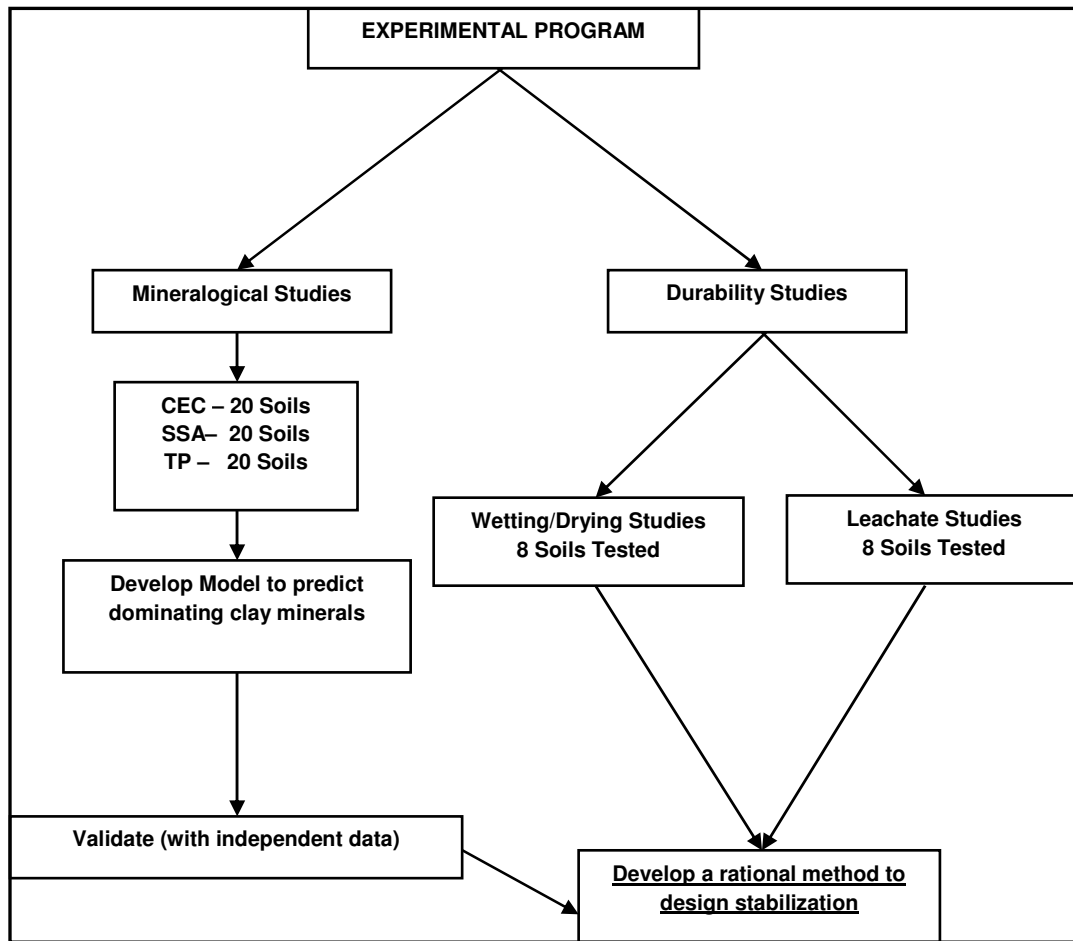 EXPERIMENTAL PROGRAM
Mineralogical Studies
Durability Studies
CEC – 20 Soils
SSA– 20 Soils
TP – 20 Soils
Wetting/Drying Studies
8 Soils Tested
Leachate Studies
8 Soils Tested
Develop Model to predict
dominating clay minerals
Validate (with independent data)
Develop a rational method to
design stabilization